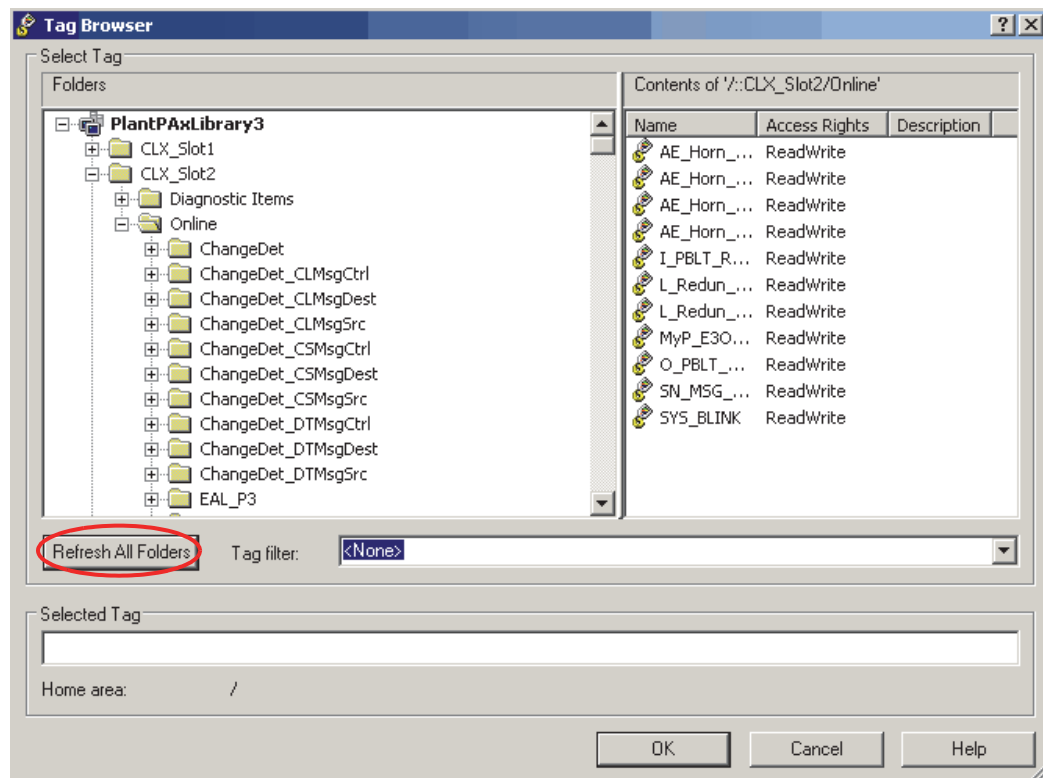 Tag Browser
Select Tag
Folders
Contents of '/::CLX_Slot2/Online'
PlantPAxLibrary3
CLX_Slot1
CLX_Slot2
Diagnostic Items
Online
ChangeDet
ChangeDet_CLMsgCtrl
ChangeDet_CLMsgDest
ChangeDet_CLMsgSrc
ChangeDet_CSMsgCtrl
ChangeDet_CSMsgDest
ChangeDet_CSMsgSrc
ChangeDet_DTMsgCtrl
ChangeDet_DTMsgDest
ChangeDet_DTMsgSrc
EAL_P3
Name Access Rights Description
AE_Horn_... ReadWrite
AE_Horn_... ReadWrite
AE_Horn_... ReadWrite
AE_Horn_... ReadWrite
I_PBLT_R... ReadWrite
L_Redun_... ReadWrite
L_Redun_... ReadWrite
MyP_E3O... ReadWrite
O_PBLT_... ReadWrite
SN_MSG_... ReadWrite
SYS_BLINK ReadWrite
Refresh All Folders Tag filter: <None>
Selected Tag
Home area: /
OK Cancel Help